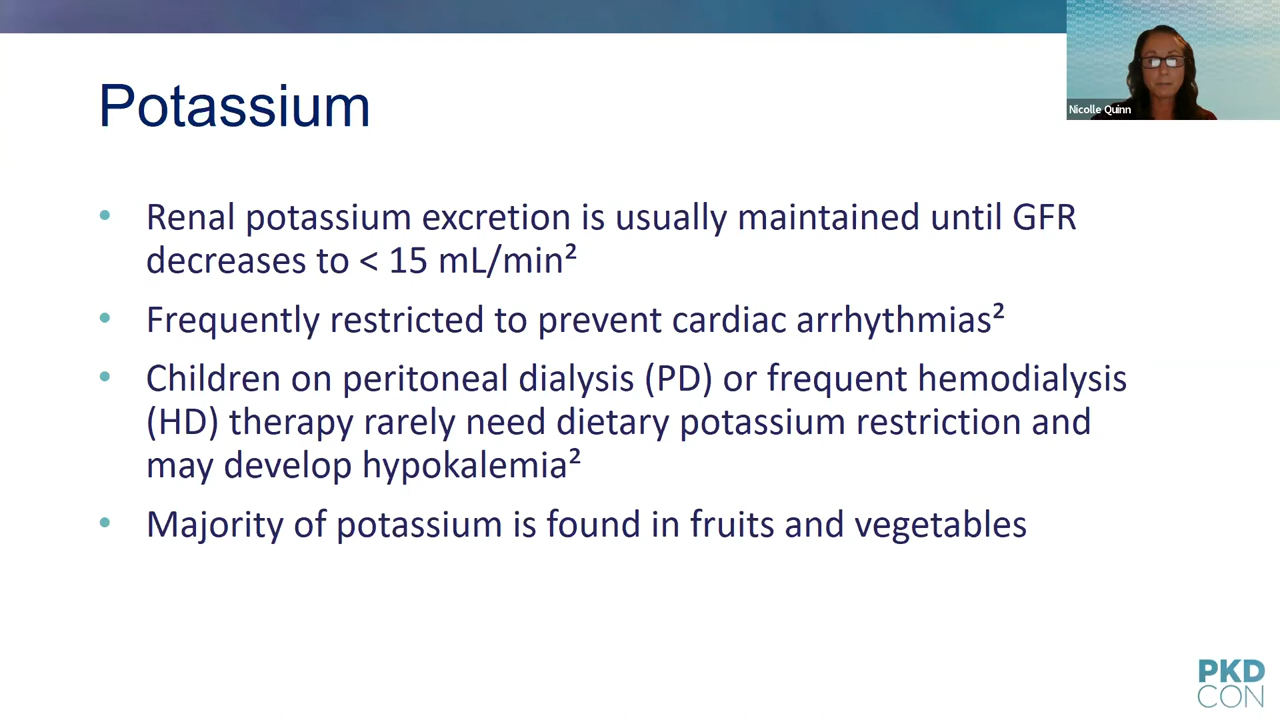 Nicolle Quinn
Potassium
• Renal potassium excretion is usually maintained until GFR
decreases to < 15 mL/min²
• Frequently restricted to prevent cardiac arrhythmias²
• Children on peritoneal dialysis (PD) or frequent hemodialysis
(HD) therapy rarely need dietary potassium restriction and
may develop hypokalemia²
• Majority of potassium is found in fruits and vegetables
PKD
CON